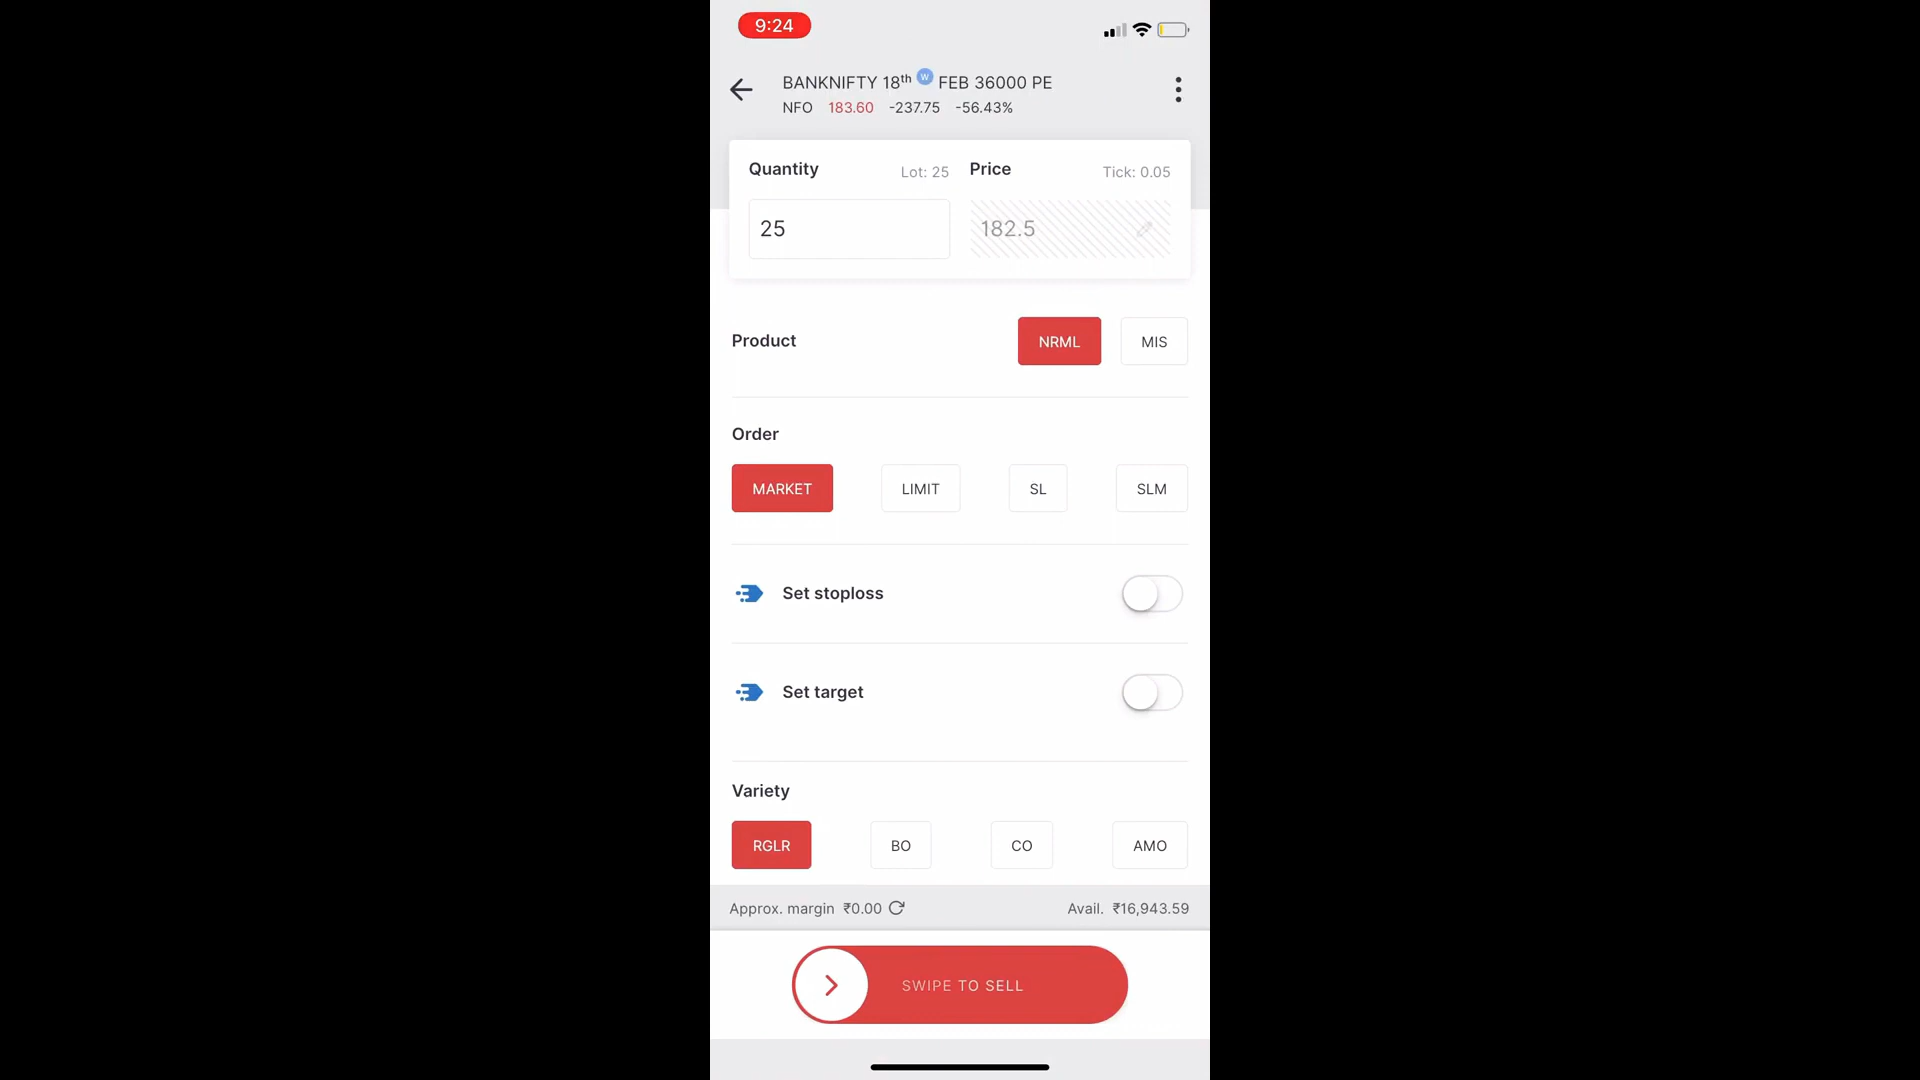 9:24
BANKNIFTY 18th W FEB 36000 PE
NFO 183.60 -237.75 -56.43%
Quantity Lot: 25 Price Tick: 0.05
25 182.5
Product NRML MIS
Order
MARKET LIMIT SL SLM
Set stoploss
Set target
Variety
RGLR BO CO AMO
Approx. margin ₹0.00 Avail. ₹16,943.59
SWIPE TO SELL